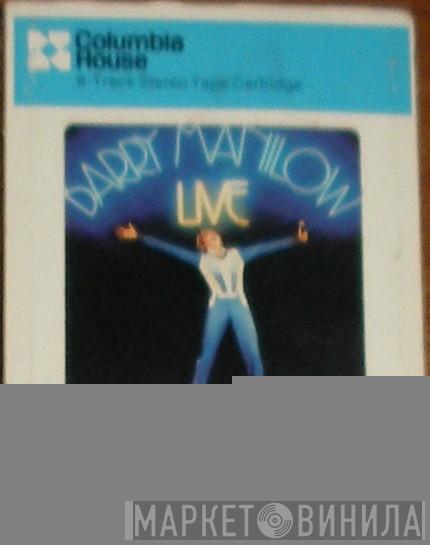 Columbia
House
8-Track Stereo Tape Cartridge
BARRY MANILOW
LIVE
МАРКЕТ ВИНИЛА